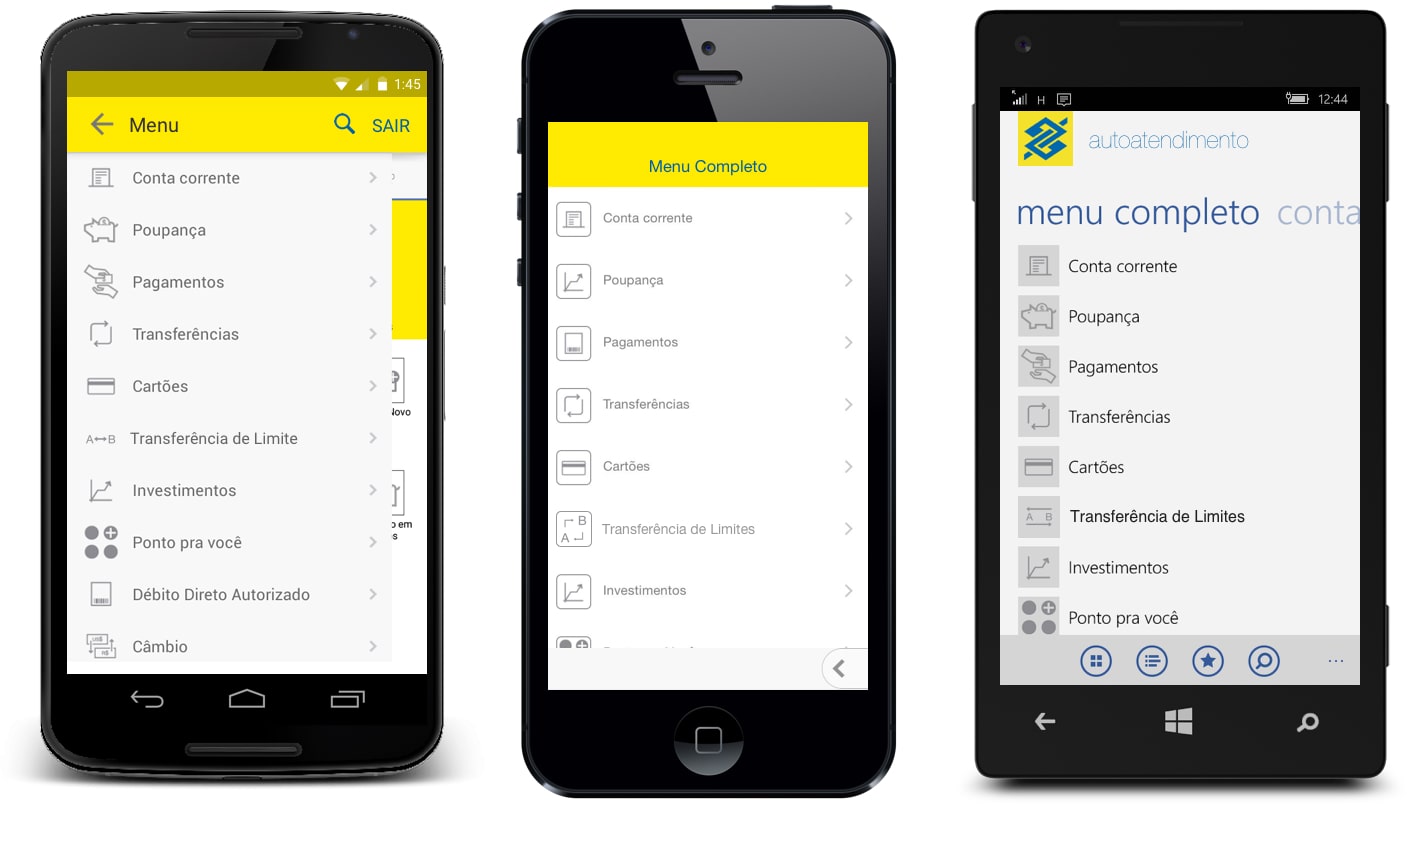 1:45
Menu
SAIR
Conta corrente
Poupança
Pagamentos
Transferências
Cartões
A↔B Transferência de Limite
Investimentos
Ponto pra você
Débito Direto Autorizado
Câmbio
Novo
o em
Menu Completo
Conta corrente
Poupança
Pagamentos
Transferências
Cartões
A B Transferência de Limites
Investimentos
H
12:44
autoatendimento
menu completo conta
Conta corrente
Poupança
Pagamentos
Transferências
Cartões
A B Transferência de Limites
Investimentos
Ponto pra você
...